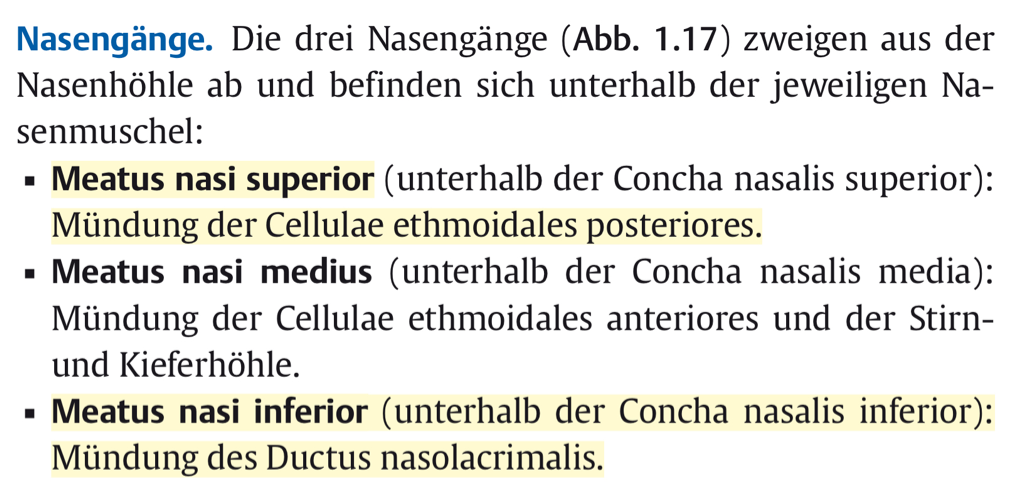 Nasengänge. Die drei Nasengänge (Abb. 1.17) zweigen aus der
Nasenhöhle ab und befinden sich unterhalb der jeweiligen Na-
senmuschel:
▪ Meatus nasi superior (unterhalb der Concha nasalis superior):
Mündung der Cellulae ethmoidales posteriores.
▪ Meatus nasi medius (unterhalb der Concha nasalis media):
Mündung der Cellulae ethmoidales anteriores und der Stirn-
und Kieferhöhle.
▪ Meatus nasi inferior (unterhalb der Concha nasalis inferior):
Mündung des Ductus nasolacrimalis.